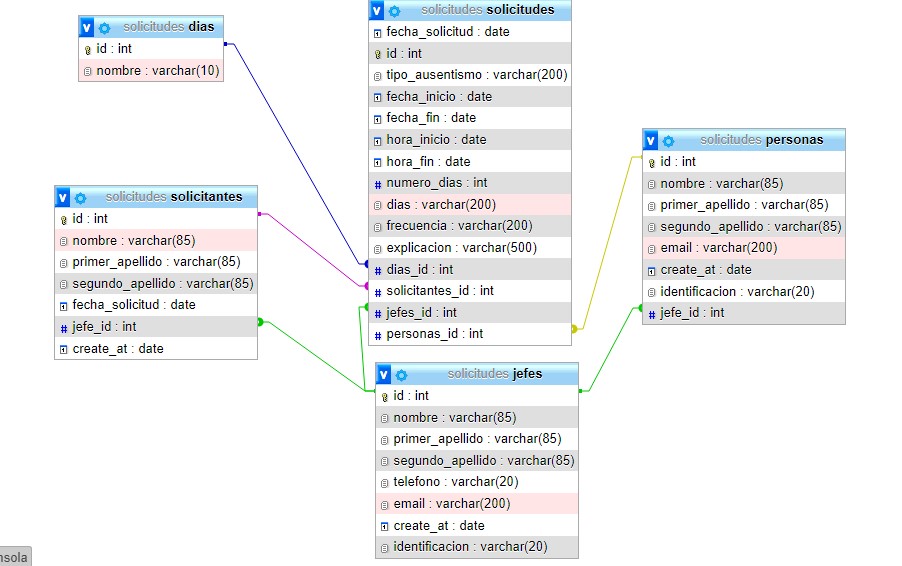 solicitudes dias
id : int
nombre : varchar(10)
solicitudes solicitudes
fecha_solicitud : date
id : int
tipo_ausentismo : varchar(200)
fecha_inicio : date
fecha_fin : date
hora_inicio : date
hora_fin : date
numero_dias : int
dias : varchar(200)
frecuencia : varchar(200)
explicacion : varchar(500)
dias_id : int
solicitantes_id : int
jefes_id : int
personas_id : int
solicitudes personas
id : int
nombre : varchar(85)
primer_apellido : varchar(85)
segundo_apellido : varchar(85)
email : varchar(200)
create_at : date
identificacion : varchar(20)
jefe_id : int
solicitudes solicitantes
id : int
nombre : varchar(85)
primer_apellido : varchar(85)
segundo_apellido : varchar(85)
fecha_solicitud : date
jefe_id : int
create_at : date
solicitudes jefes
id : int
nombre : varchar(85)
primer_apellido : varchar(85)
segundo_apellido : varchar(85)
telefono : varchar(20)
email : varchar(200)
create_at : date
identificacion : varchar(20)
nsola